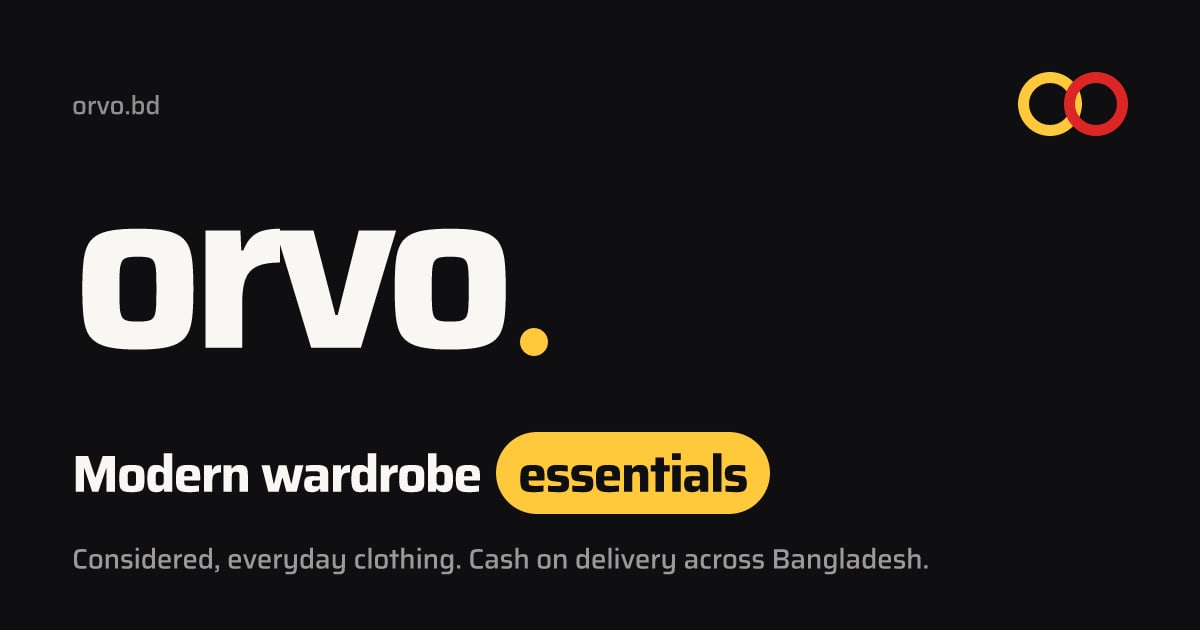 orvo.bd
orvo.
Modern wardrobe essentials
Considered, everyday clothing. Cash on delivery across Bangladesh.